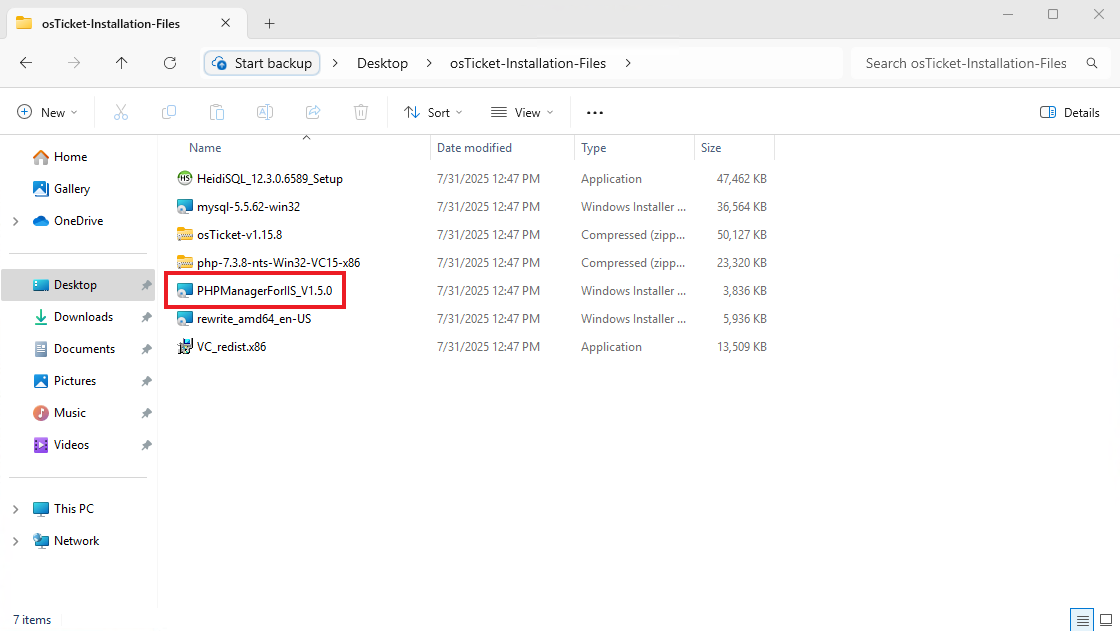 osTicket-Installation-Files
Start backup Desktop osTicket-Installation-Files Search osTicket-Installation-Files
New Sort View Details
Name Date modified Type Size
HeidiSQL_12.3.0.6589_Setup 7/31/2025 12:47 PM Application 47,462 KB
mysql-5.5.62-win32 7/31/2025 12:47 PM Windows Installer ... 36,564 KB
osTicket-v1.15.8 7/31/2025 12:47 PM Compressed (zipp... 50,127 KB
php-7.3.8-nts-Win32-VC15-x86 7/31/2025 12:47 PM Compressed (zipp... 23,320 KB
PHPManagerForIIS_V1.5.0 7/31/2025 12:47 PM Windows Installer ... 3,836 KB
rewrite_amd64_en-US 7/31/2025 12:47 PM Windows Installer ... 5,936 KB
VC_redist.x86 7/31/2025 12:47 PM Application 13,509 KB
Home
Gallery
OneDrive
Desktop
Downloads
Documents
Pictures
Music
Videos
This PC
Network
7 items